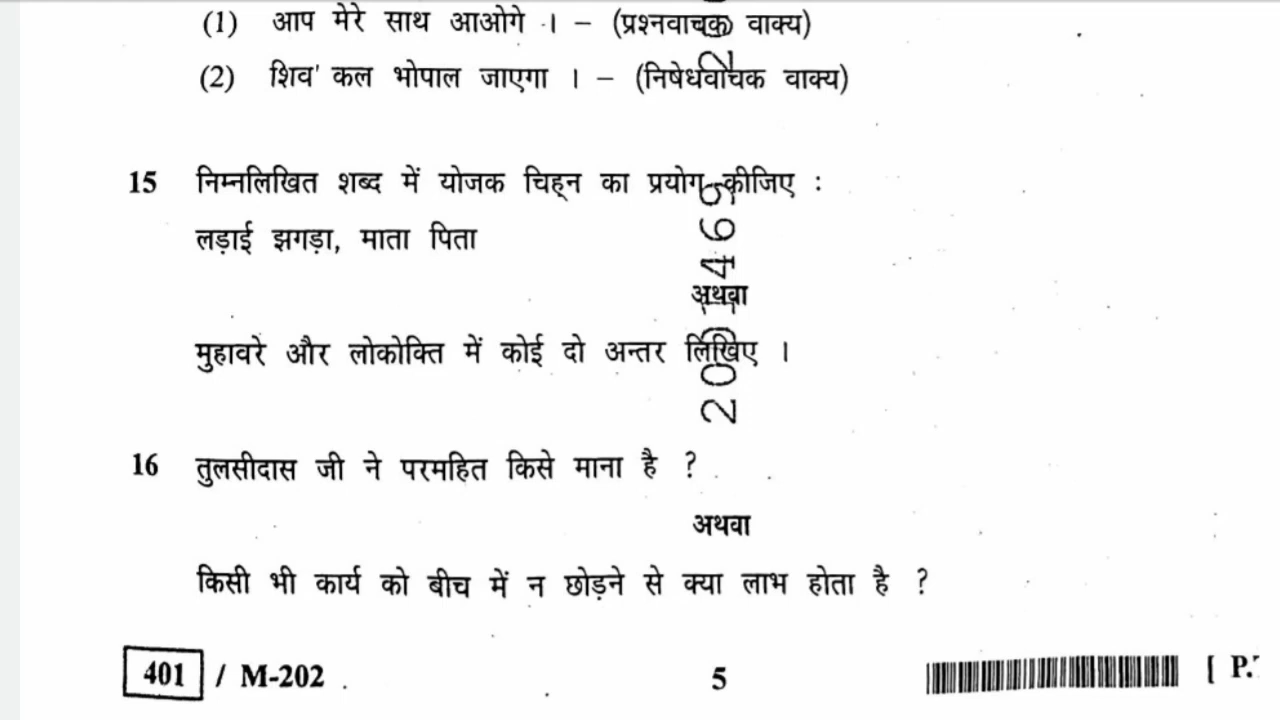 (1) आप मेरे साथ आओगे । – (प्रश्नवाचक वाक्य)
(2) शिव कल भोपाल जाएगा । – (निषेधवाचक वाक्य)
15 निम्नलिखित शब्द में योजक चिह्न का प्रयोग कीजिए :
लड़ाई झगड़ा, माता पिता
अथवा
मुहावरे और लोकोक्ति में कोई दो अन्तर लिखिए ।
16 तुलसीदास जी ने परमहित किसे माना है ?
अथवा
किसी भी कार्य को बीच में न छोड़ने से क्या लाभ होता है ?
401 / M-202 5 [ P.